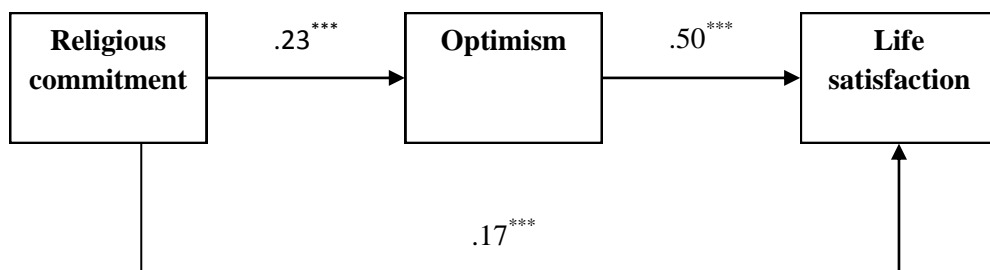 Religious
commitment
.23***
Optimism
.50***
Life
satisfaction
.17***